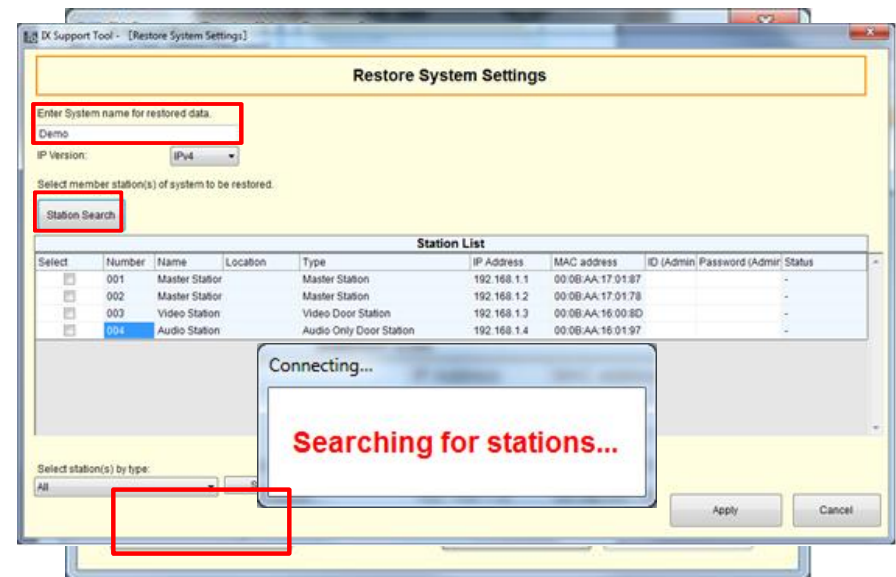 IX Support Tool - [Restore System Settings]
Restore System Settings
Enter System name for restored data.
Demo
IP Version: IPv4
Select member station(s) of system to be restored.
Station Search
Station List
Select Number Name Location Type IP Address MAC address ID (Admin Password (Admin Status
001 Master Station Master Station 192.168.1.1 00:0B:AA:17:01:87 -
002 Master Station Master Station 192.168.1.2 00:0B:AA:17:01:78 -
003 Video Station Video Door Station 192.168.1.3 00:0B:AA:16:00:8D -
004 Audio Station Audio Only Door Station 192.168.1.4 00:0B:AA:16:01:97 -
Connecting...
Searching for stations...
Select station(s) by type:
All
Apply Cancel